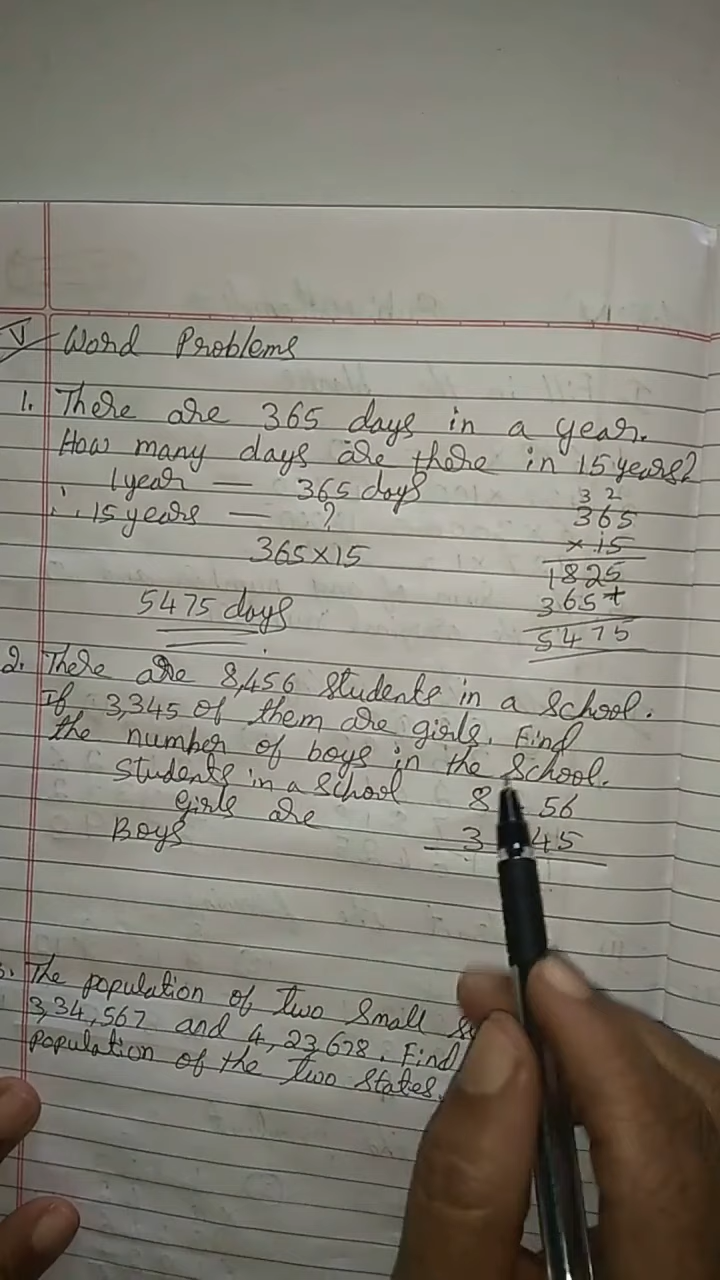 V Word Problems
1. There are 365 days in a year.
How many days are there in 15 years?
1 year — 365 days
∴ 15 years — ?
365×15
5475 days
3 2
365
×15
1825
365+
5475
2. There are 8,456 students in a school.
If 3,345 of them are girls. Find
the number of boys in the school.
Students in a school 8 56
Girls are 3 45
Boys
The population of two small
3,34,567 and 4,23,678. Find
population of the two states.